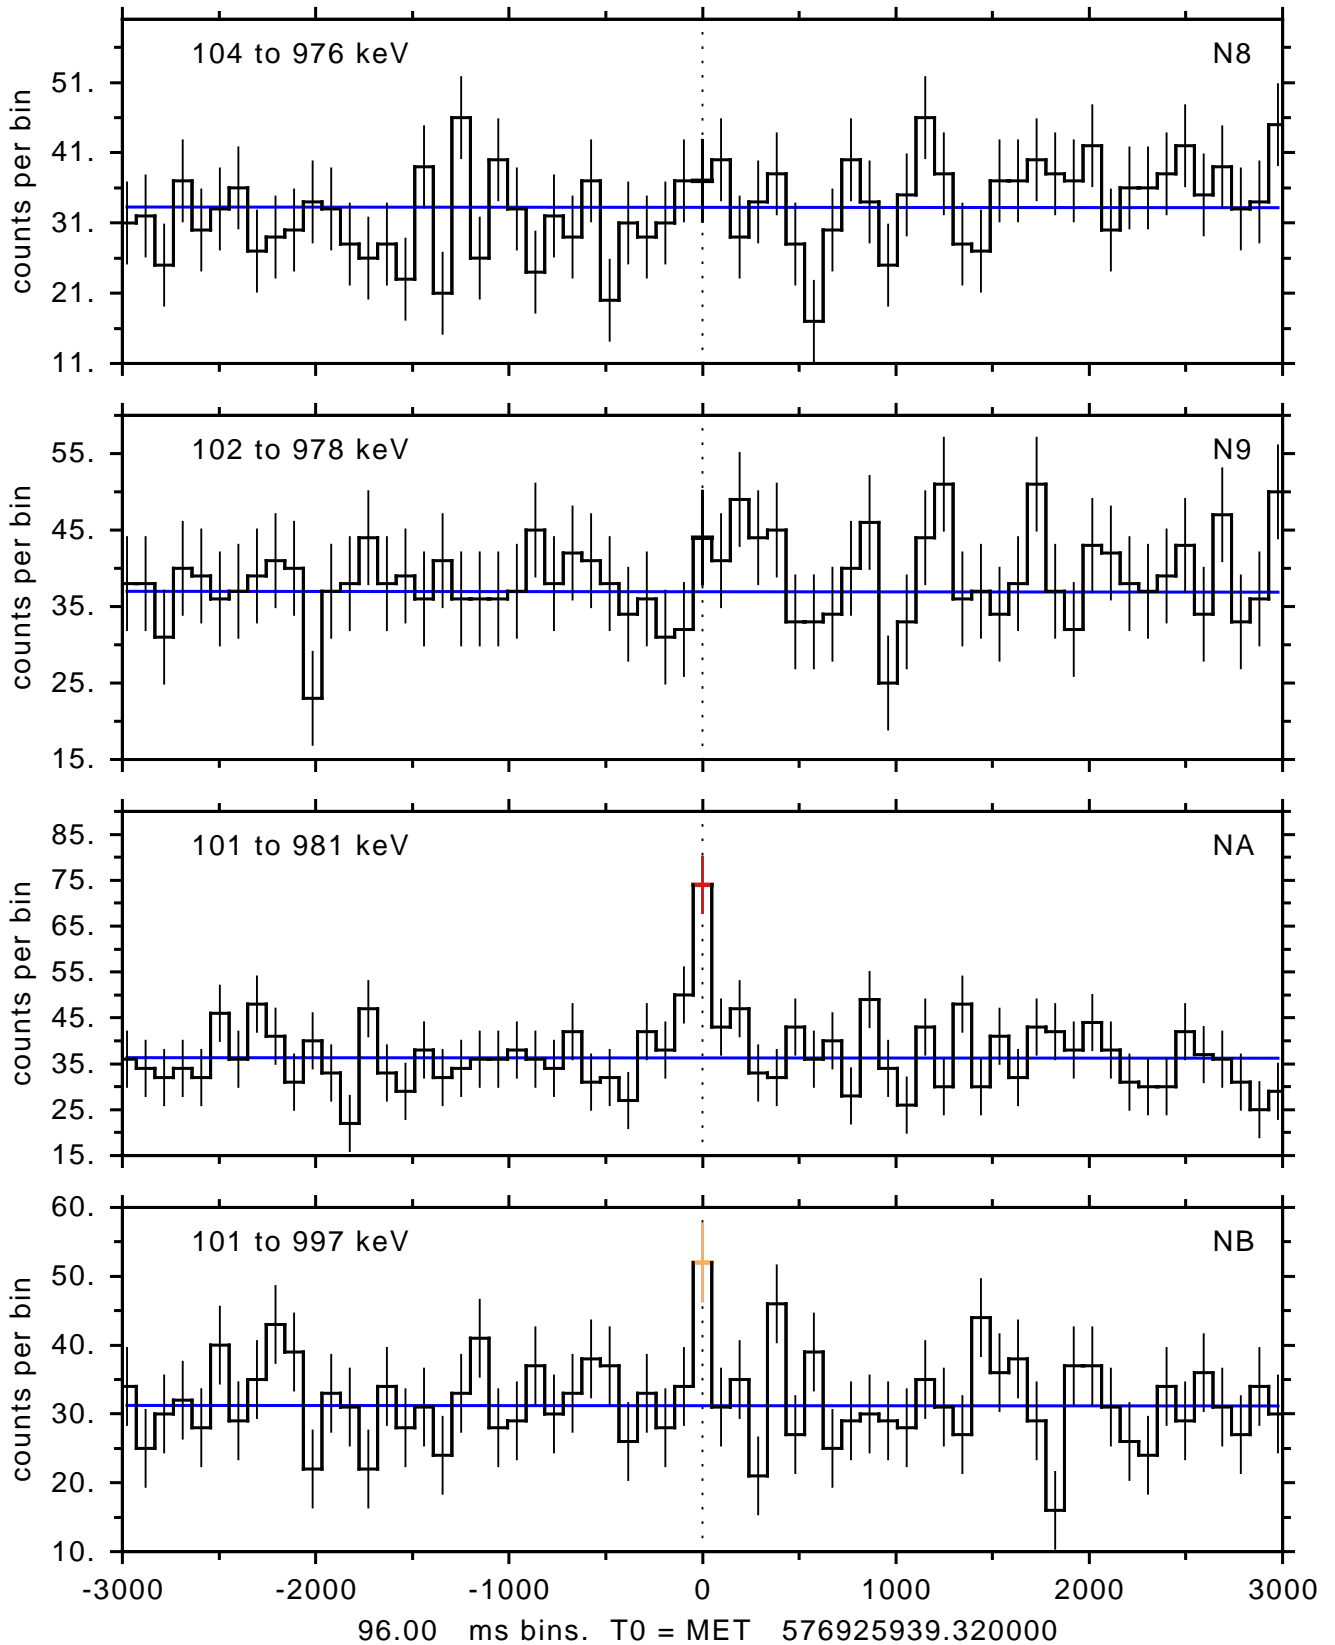 104 to 976 keV N8
counts per bin
51.
41.
31.
21.
11.
102 to 978 keV N9
counts per bin
55.
45.
35.
25.
15.
101 to 981 keV NA
counts per bin
85.
75.
65.
55.
45.
35.
25.
15.
101 to 997 keV NB
counts per bin
60.
50.
40.
30.
20.
10.
-3000 -2000 -1000 0 1000 2000 3000
96.00 ms bins. T0 = MET 576925939.320000